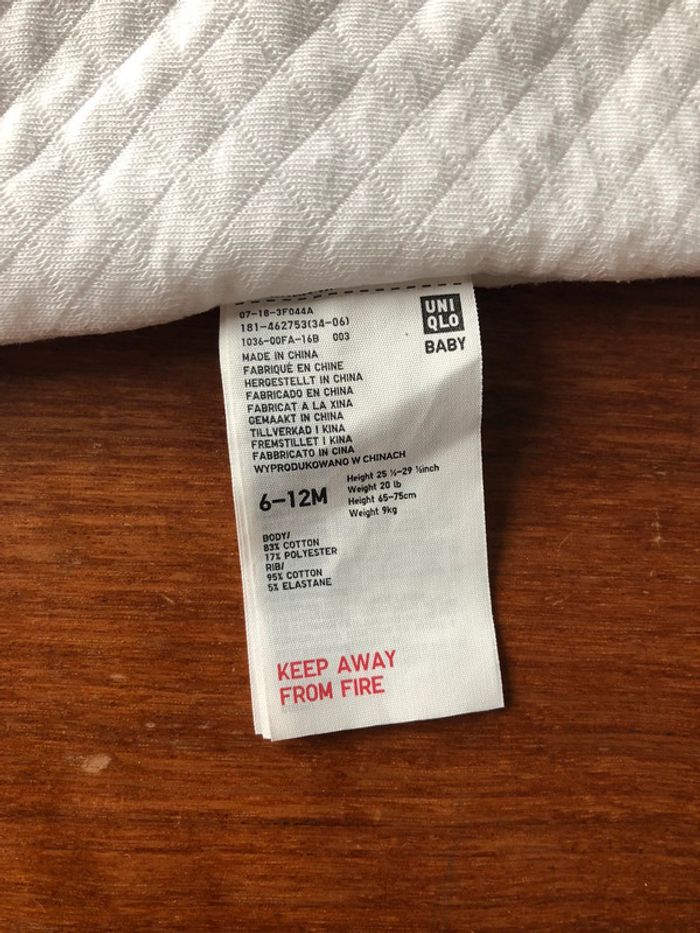 07-18-3F044A
181-462753(34-06)
1036-00FA-16B 003
UNI
QLO
BABY
MADE IN CHINA
FABRIQUÉ EN CHINE
HERGESTELLT IN CHINA
FABRICADO EN CHINA
FABRICAT A LA XINA
GEMAAKT IN CHINA
TILLVERKAD I KINA
FREMSTILLET I KINA
FABBRICATO IN CINA
WYPRODUKOWANO W CHINACH
6-12M
Height 25 ½-29 ½inch
Weight 20 lb
Height 65-75cm
Weight 9kg
BODY/
83% COTTON
17% POLYESTER
RIB/
95% COTTON
5% ELASTANE
KEEP AWAY
FROM FIRE